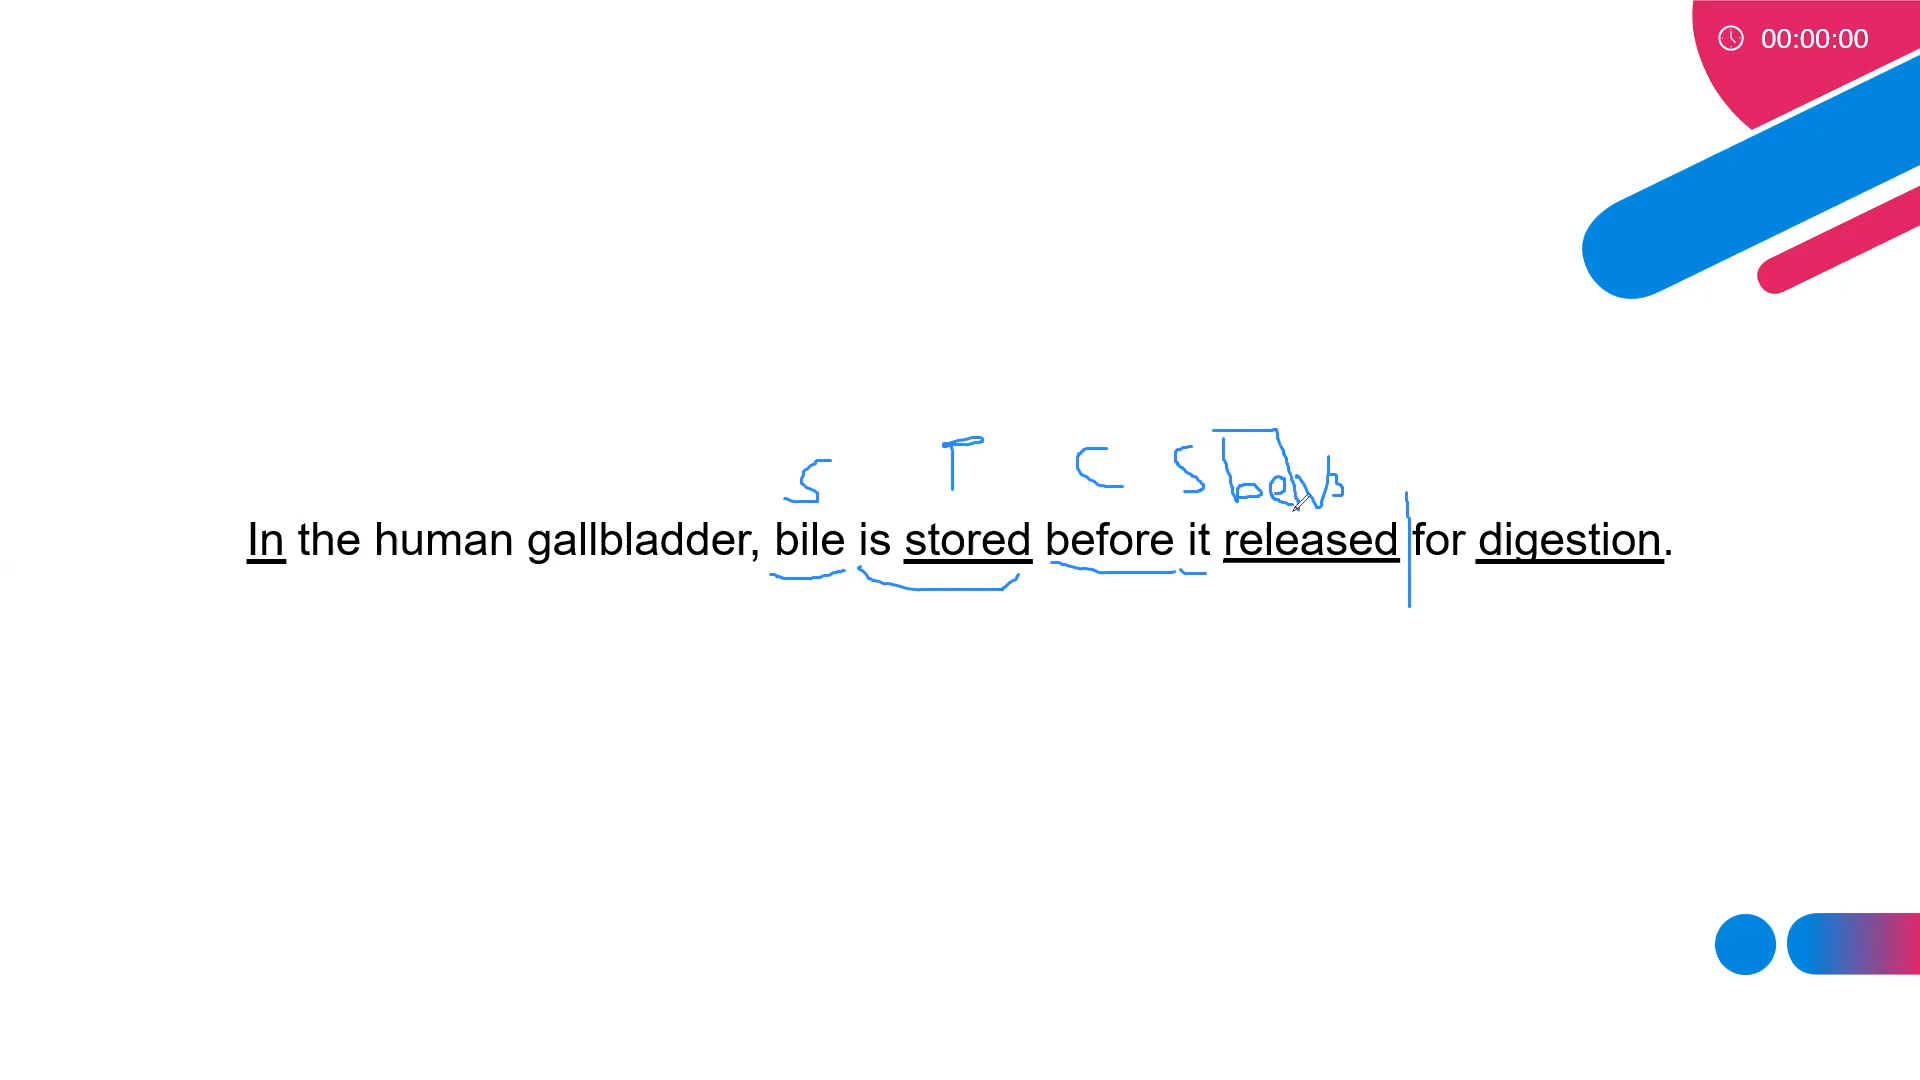 00:00:00
S T C S
In the human gallbladder, bile is stored before it released for digestion.